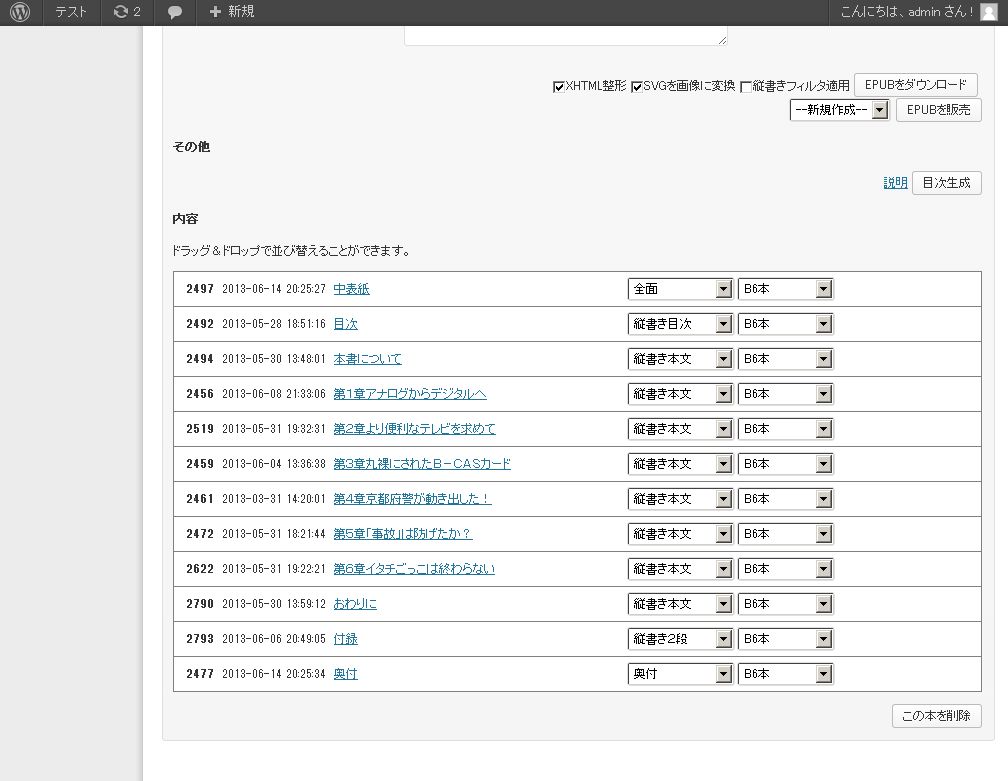 テスト 2 新規 こんにちは、admin さん!
XHTML整形 SVGを画像に変換 縦書きフィルタ適用 EPUBをダウンロード
--新規作成-- EPUBを販売
その他
説明 目次生成
内容
ドラッグ&ドロップで並び替えることができます。
2497 2013-06-14 20:25:27 中表紙 全面 B6本
2492 2013-05-28 18:51:16 目次 縦書き目次 B6本
2494 2013-05-30 13:48:01 本書について 縦書き本文 B6本
2456 2013-06-08 21:33:06 第1章アナログからデジタルへ 縦書き本文 B6本
2519 2013-05-31 19:32:31 第2章より便利なテレビを求めて 縦書き本文 B6本
2459 2013-06-04 13:36:38 第3章丸裸にされたB-CASカード 縦書き本文 B6本
2461 2013-03-31 14:20:01 第4章京都府警が動き出した! 縦書き本文 B6本
2472 2013-05-31 18:21:44 第5章「事故」は防げたか? 縦書き本文 B6本
2622 2013-05-31 19:22:21 第6章イタチごっこは終わらない 縦書き本文 B6本
2790 2013-05-30 13:59:12 おわりに 縦書き本文 B6本
2793 2013-06-06 20:49:05 付録 縦書き2段 B6本
2477 2013-06-14 20:25:34 奥付 奥付 B6本
この本を削除